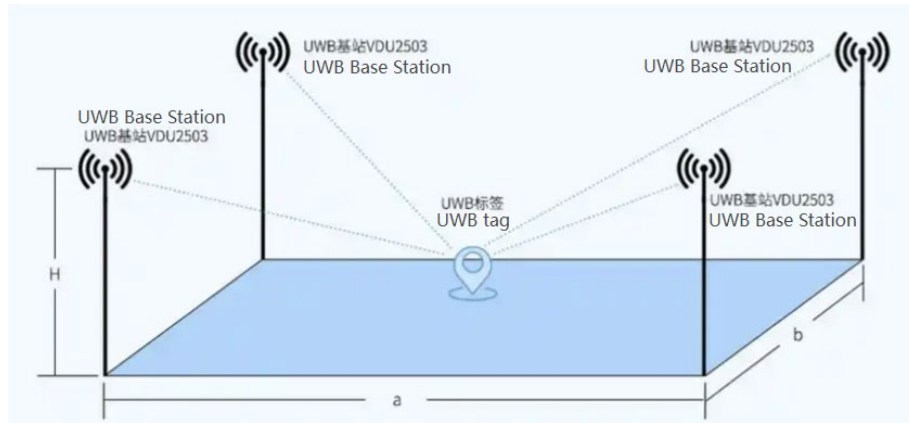 UWB基站VDU2503
UWB Base Station
UWB基站VDU2503
UWB Base Station
UWB Base Station
UWB基站VDU2503
UWB标签
UWB tag
UWB基站VDU2503
UWB Base Station
H
b
a